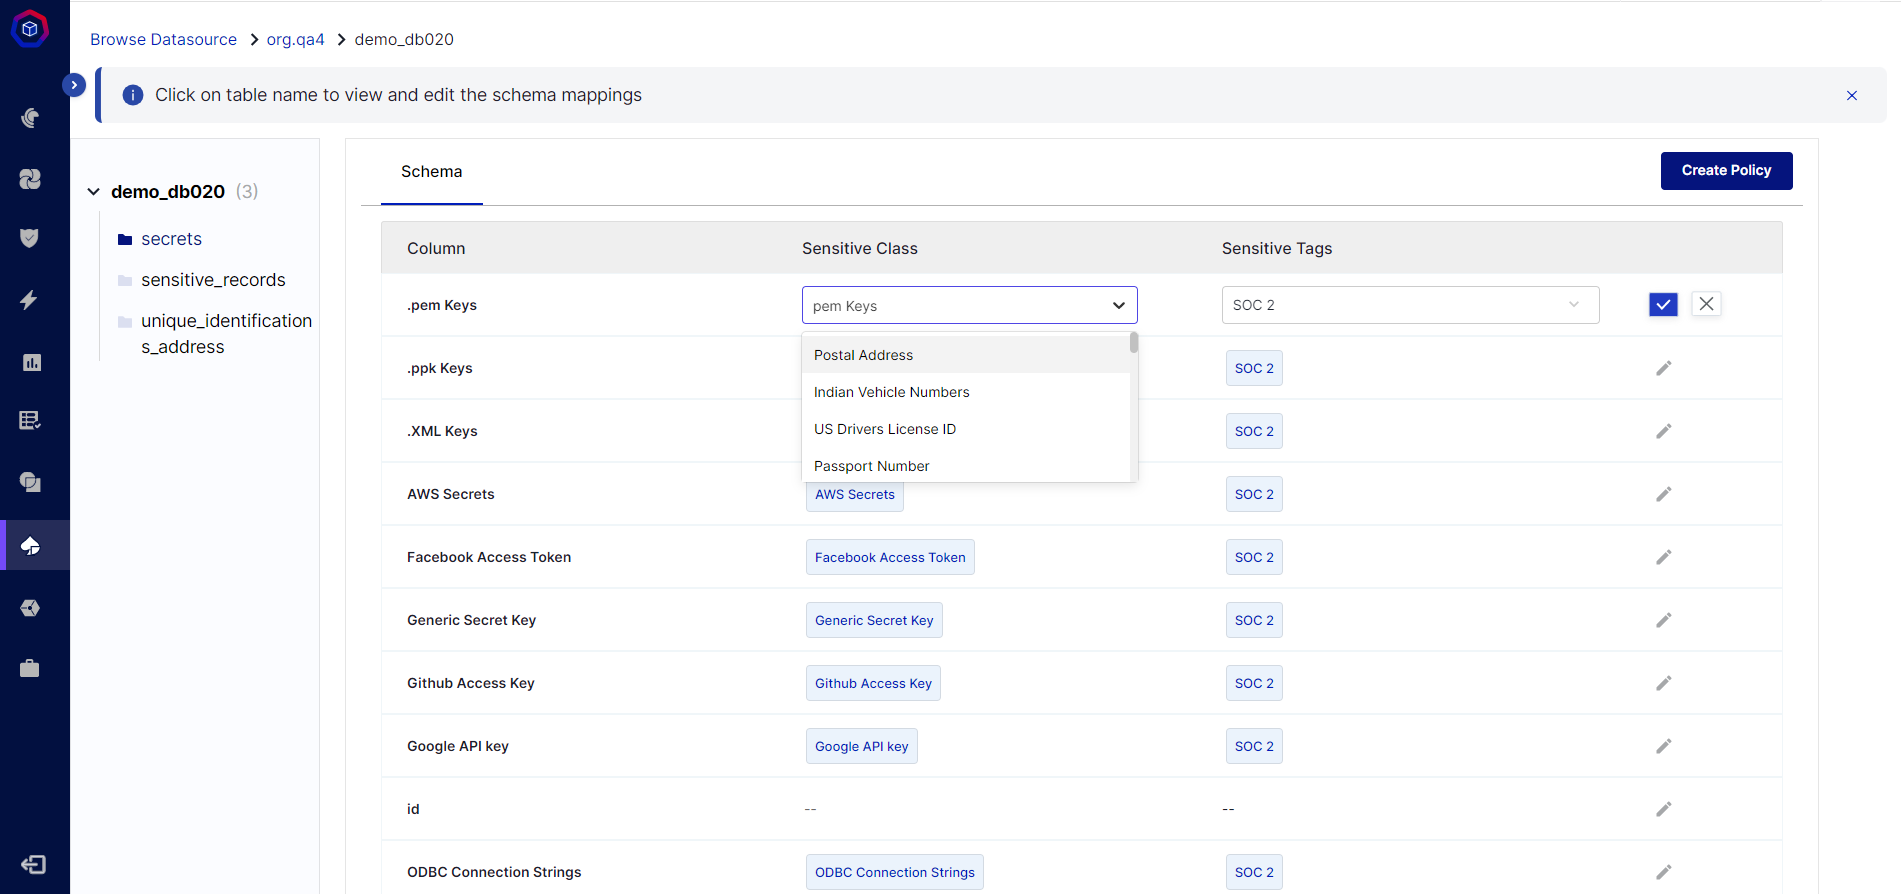 Browse Datasource > org.qa4 > demo_db020
Click on table name to view and edit the schema mappings
demo_db020 (3)
secrets
sensitive_records
unique_identification
s_address
Schema
Create Policy
Column Sensitive Class Sensitive Tags
.pem Keys pem Keys SOC 2
Postal Address
Indian Vehicle Numbers
US Drivers License ID
Passport Number
.ppk Keys SOC 2
.XML Keys SOC 2
AWS Secrets AWS Secrets SOC 2
Facebook Access Token Facebook Access Token SOC 2
Generic Secret Key Generic Secret Key SOC 2
Github Access Key Github Access Key SOC 2
Google API key Google API key SOC 2
id -- --
ODBC Connection Strings ODBC Connection Strings SOC 2